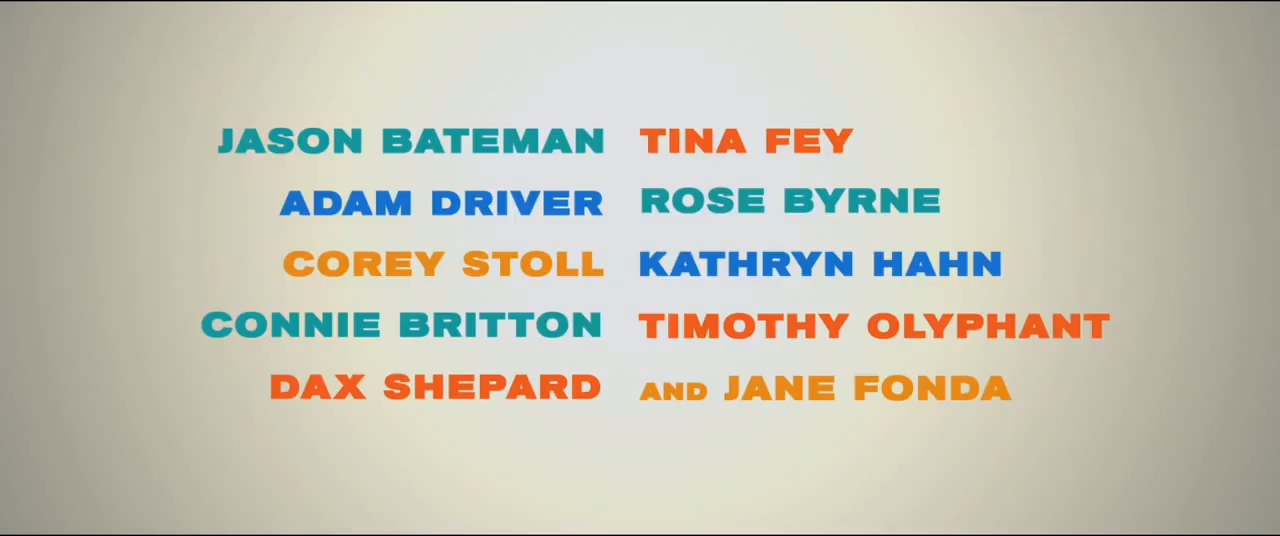 JASON BATEMAN TINA FEY
ADAM DRIVER ROSE BYRNE
COREY STOLL KATHRYN HAHN
CONNIE BRITTON TIMOTHY OLYPHANT
DAX SHEPARD AND JANE FONDA